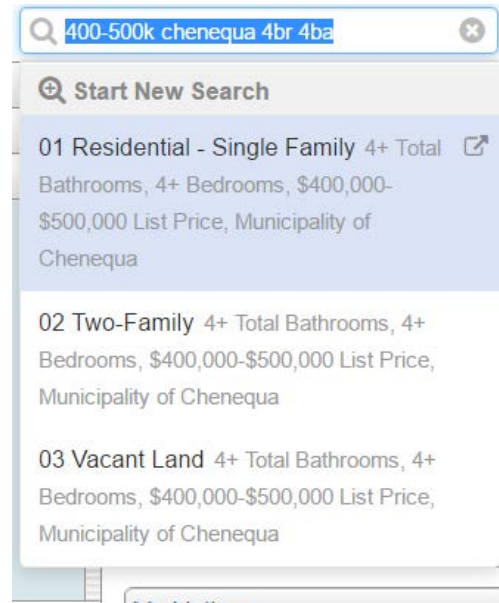 400-500k chenequa 4br 4ba
Start New Search
01 Residential - Single Family 4+ Total
Bathrooms, 4+ Bedrooms, $400,000-
$500,000 List Price, Municipality of
Chenequa
02 Two-Family 4+ Total Bathrooms, 4+
Bedrooms, $400,000-$500,000 List Price,
Municipality of Chenequa
03 Vacant Land 4+ Total Bathrooms, 4+
Bedrooms, $400,000-$500,000 List Price,
Municipality of Chenequa